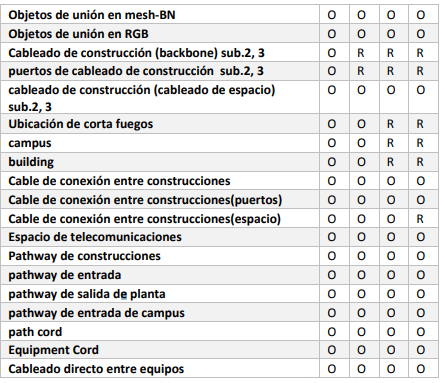 Objetos de unión en mesh-BN O O O O
Objetos de unión en RGB O O O O
Cableado de construcción (backbone) sub.2, 3 O R R R
puertos de cableado de construcción sub.2, 3 O R R R
cableado de construcción (cableado de espacio) O O O O
sub.2, 3
Ubicación de corta fuegos O O R R
campus O O R R
building O O R R
Cable de conexión entre construcciones O O O O
Cable de conexión entre construcciones(puertos) O O O O
Cable de conexión entre construcciones(espacio) O O O R
Espacio de telecomunicaciones O O O O
Pathway de construcciones O O O O
pathway de entrada O O O O
pathway de salida de planta O O O O
pathway de entrada de campus O O O O
path cord O O O O
Equipment Cord O O O O
Cableado directo entre equipos O O O O